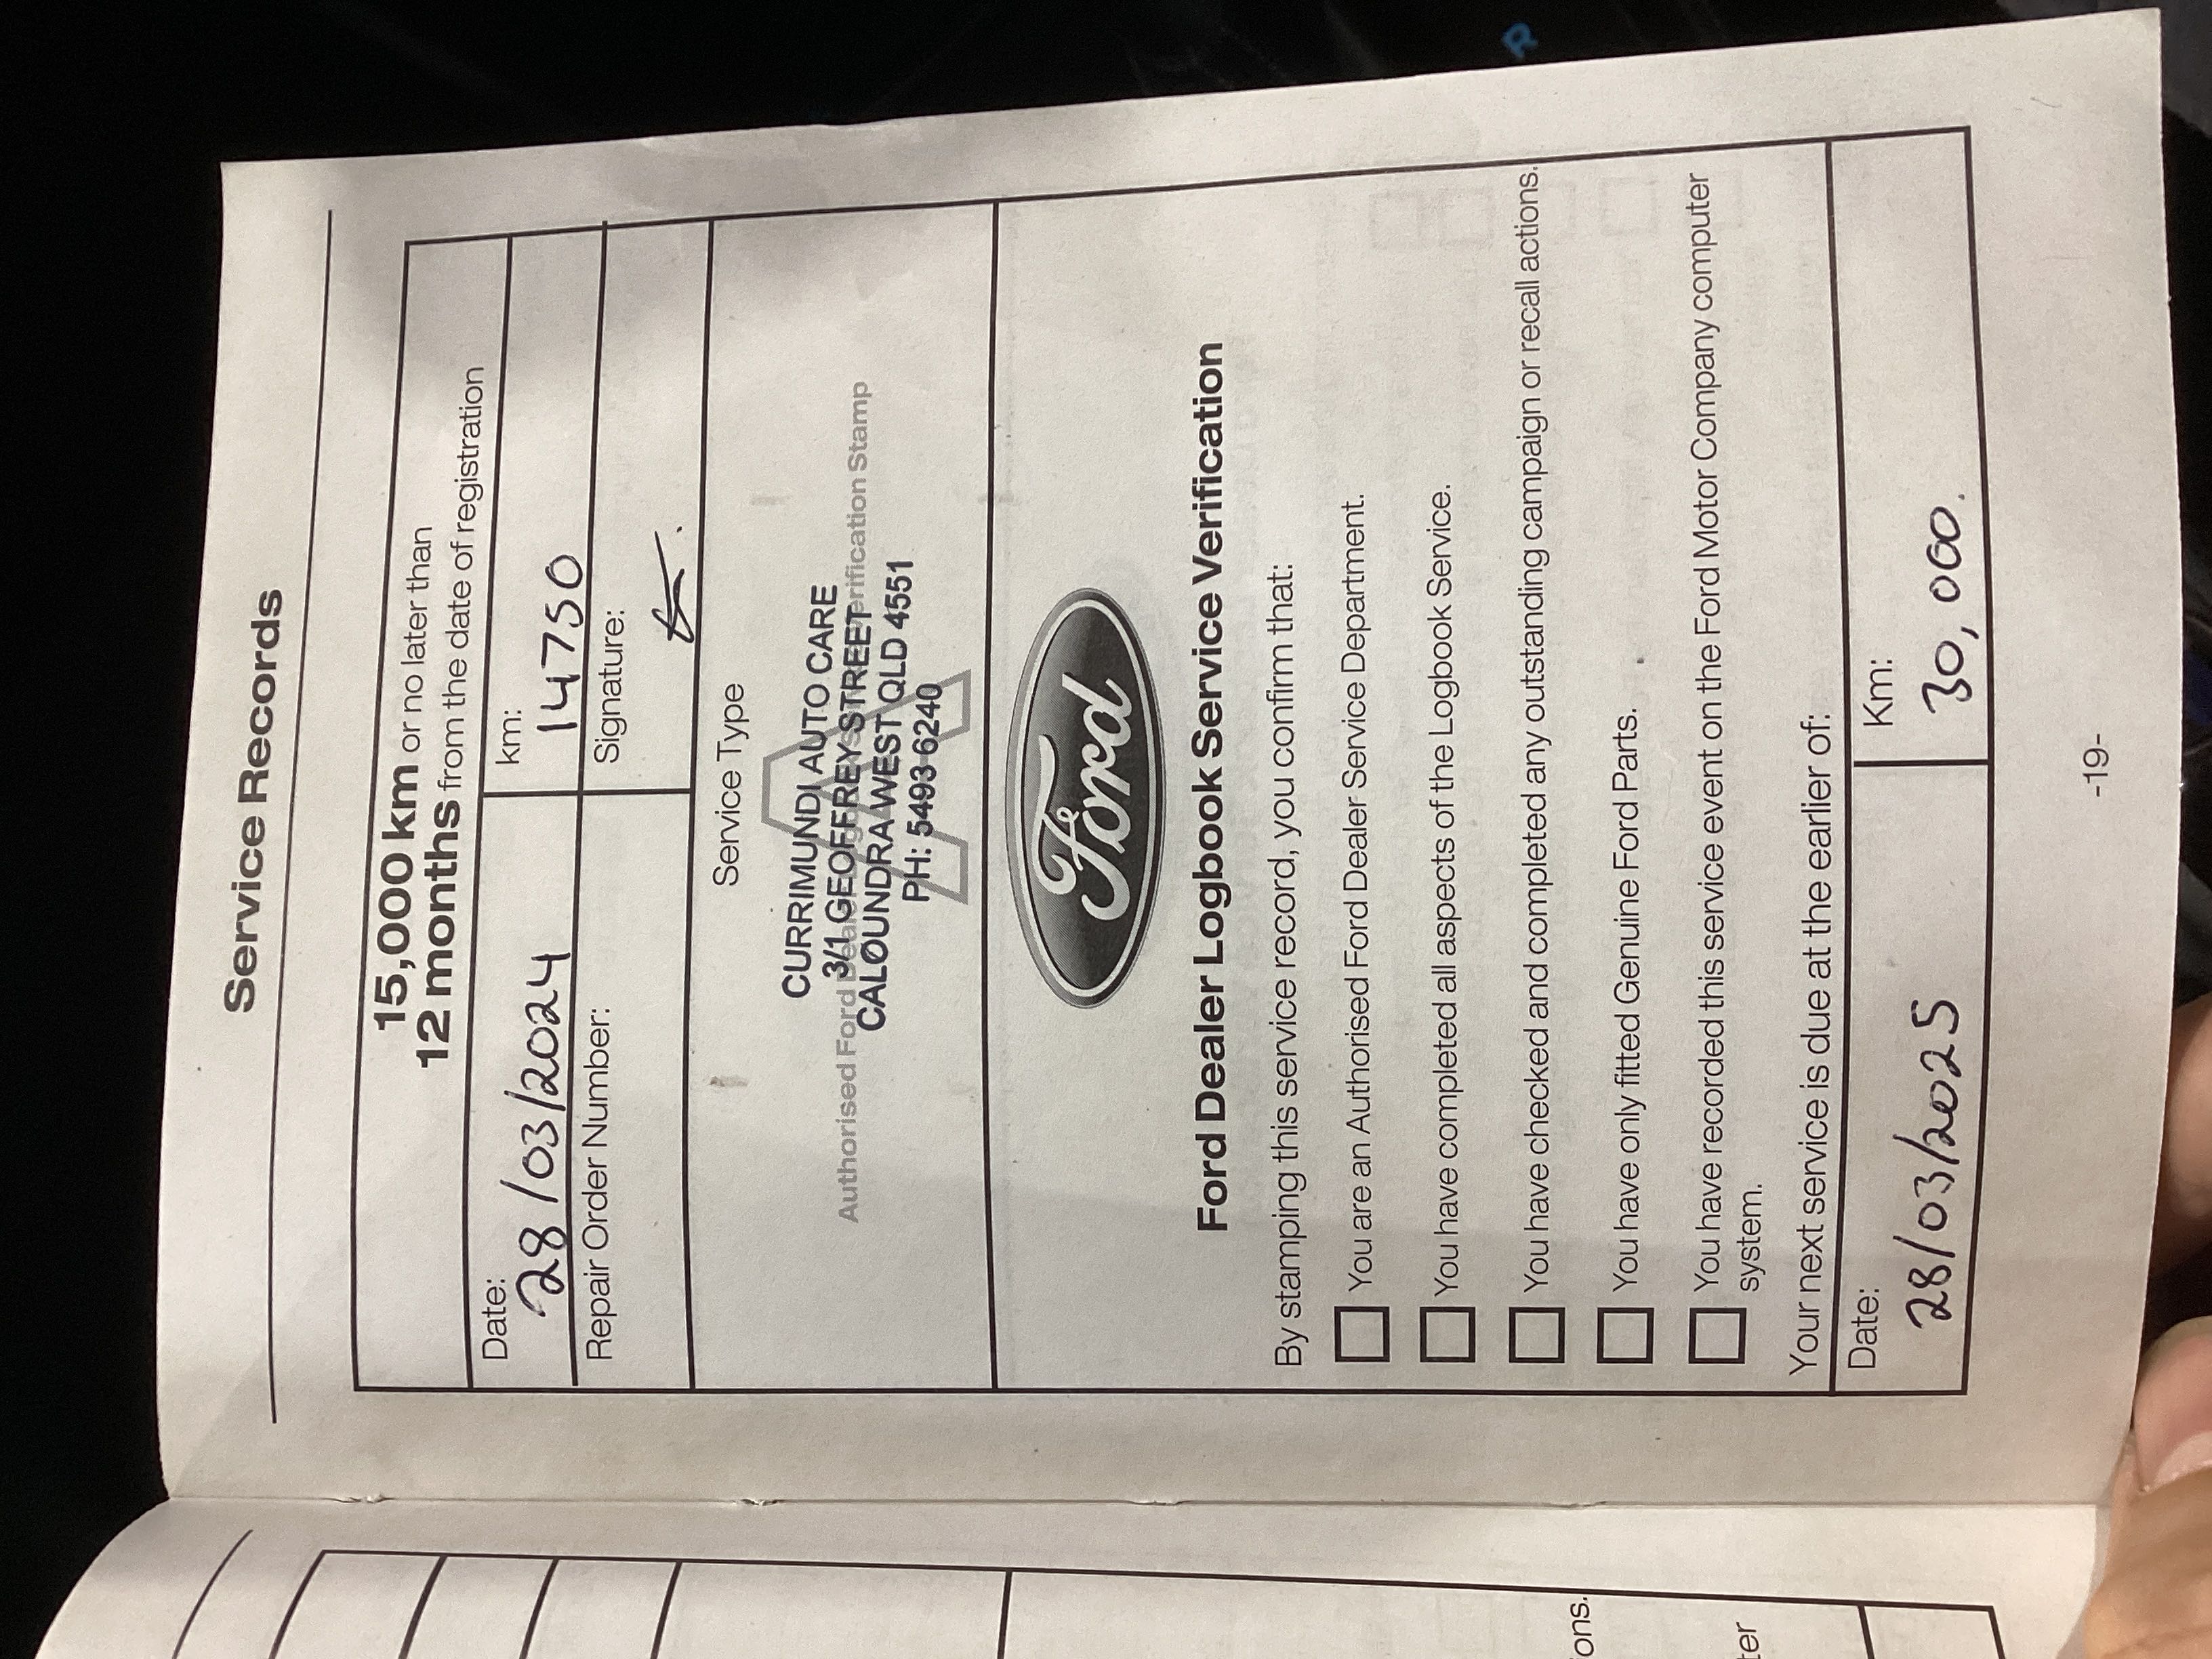 Service Records
15,000 km or no later than
12 months from the date of registration
Date:
28/03/2024
km:
14750
Repair Order Number:
Signature:
Service Type
A
Authorised Ford Dealer
erification Stamp
CURRIMUNDI AUTO CARE
3/1 GEOFFREY STREET
CALOUNDRA WEST QLD 4551
PH: 5493 6240
Ford
Ford Dealer Logbook Service Verification
By stamping this service record, you confirm that:
You are an Authorised Ford Dealer Service Department.
You have completed all aspects of the Logbook Service.
You have checked and completed any outstanding campaign or recall actions.
You have only fitted Genuine Ford Parts.
You have recorded this service event on the Ford Motor Company computer
system.
Your next service is due at the earlier of:
Date:
28/03/2025
Km:
30,000.
-19-
ons.
ter
R